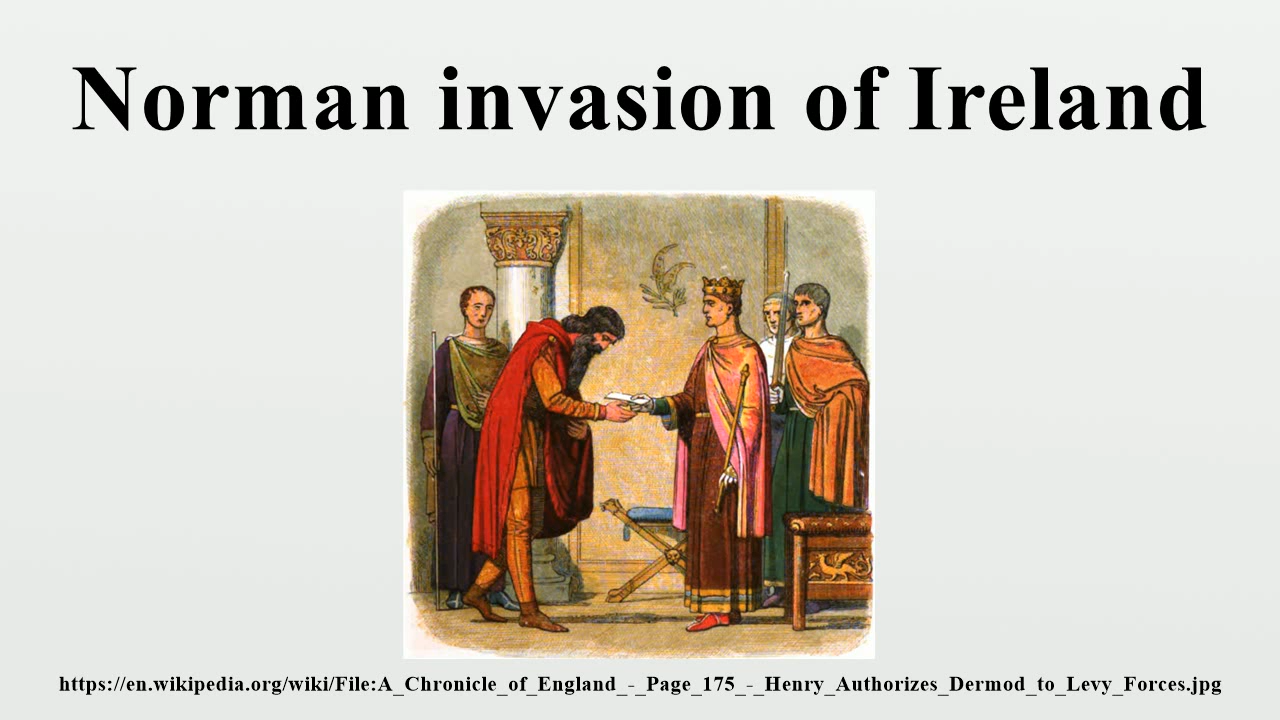 Norman invasion of Ireland
https://en.wikipedia.org/wiki/File:A_Chronicle_of_England_-_Page_175_-_Henry_Authorizes_Dermod_to_Levy_Forces.jpg